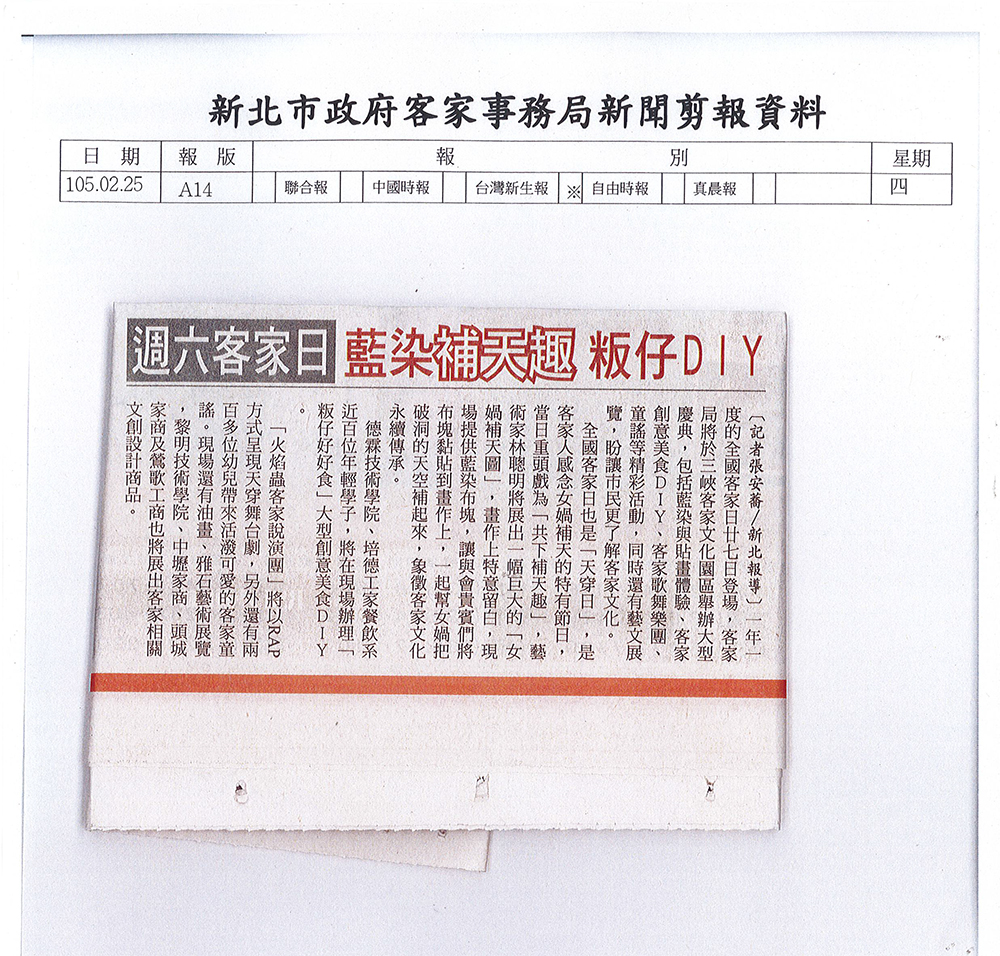 新北市政府客家事務局新聞剪報資料
日 期 報 版 報 別 星期
105.02.25 A14 聯合報 中國時報 台灣新生報 ※ 自由時報 真晨報 四
週六客家日 藍染補天趣 粄仔DIY
〔記者張安蕎/新北報導〕一年一
度的全國客家日廿七日登場，客家
局將於三峽客家文化園區舉辦大型
慶典，包括藍染與貼畫體驗、客家
創意美食DIY、客家歌舞樂團、
童謠等精彩活動，同時還有藝文展
覽，盼讓市民更了解客家文化。
全國客家日也是「天穿日」，是
客家人感念女媧補天的特有節日，
當日重頭戲為「共下補天趣」，藝
術家林聰明將展出一幅巨大的「女
媧補天圖」，畫作上特意留白，現
場提供藍染布塊，讓與會貴賓們將
布塊黏貼到畫作上，一起幫女媧把
破洞的天空補起來，象徵客家文化
永續傳承。
德霖技術學院、培德工家餐飲系
近百位年輕學子，將在現場辦理「
粄仔好好食」大型創意美食DIY
。
「火焰蟲客家說演團」將以RAP
方式呈現天穿舞台劇，另外還有兩
百多位幼兒帶來活潑可愛的客家童
謠。現場還有油畫、雅石藝術展覽
，黎明技術學院、中壢家商、頭城
家商及鶯歌工商也將展出客家相關
文創設計商品。